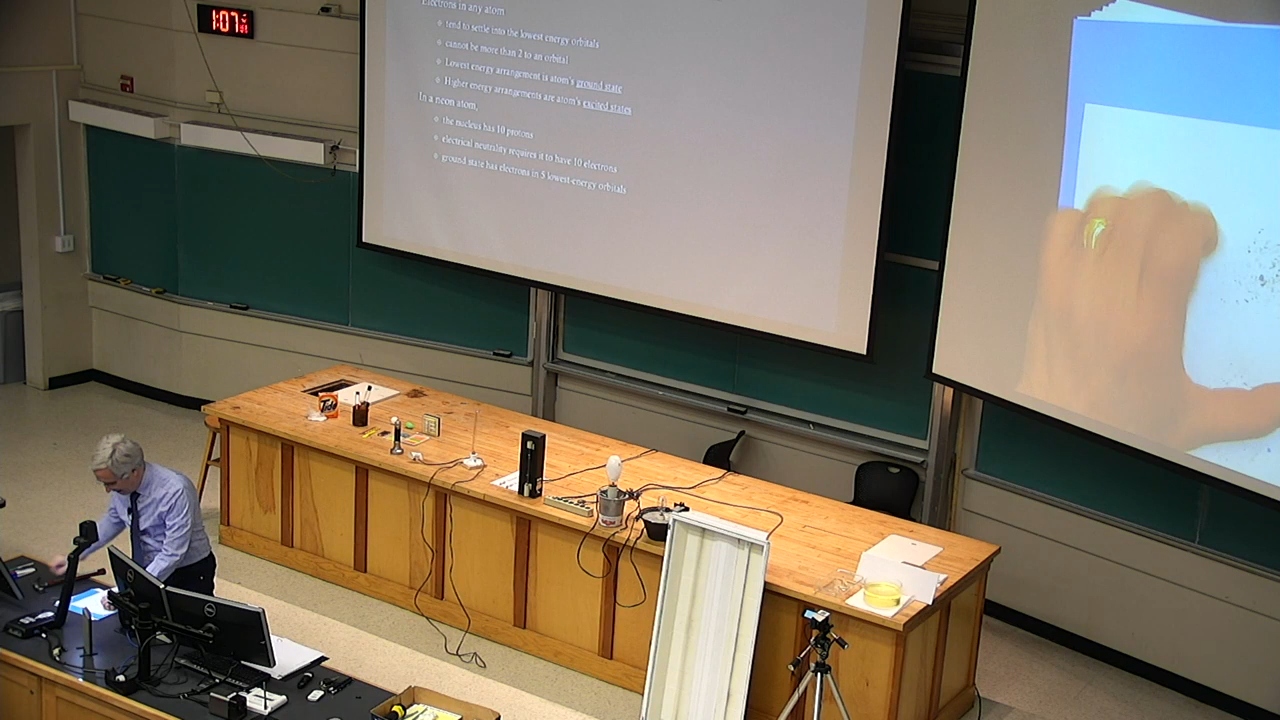 1:07
Electrons in any atom
tend to settle into the lowest energy orbitals
cannot be more than 2 to an orbital
Lowest energy arrangement is atom's ground state
Higher energy arrangements are atom's excited states
In a neon atom,
the nucleus has 10 protons
electrical neutrality requires it to have 10 electrons
ground state has electrons in 5 lowest-energy orbitals
DELL